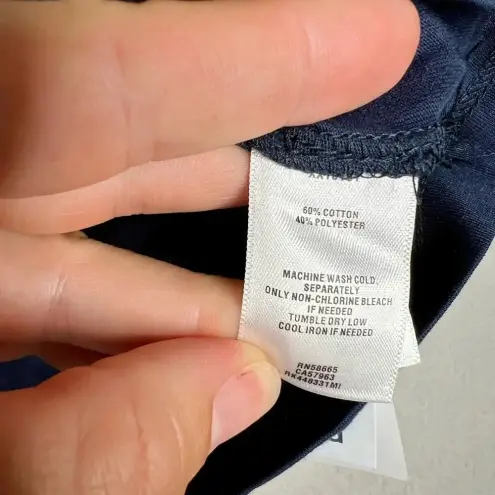 60% COTTON
40% POLYESTER
MACHINE WASH COLD
SEPARATELY
ONLY NON-CHLORINE BLEACH
IF NEEDED
TUMBLE DRY LOW
COOL IRON IF NEEDED
RN58665
CA57963